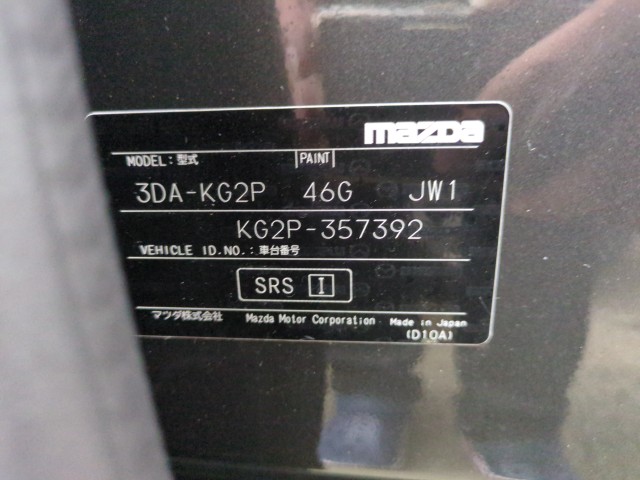 mazda
MODEL:型式 PAINT
3DA-KG2P 46G JW1
KG2P-357392
VEHICLE ID.NO.:車台番号
SRS I
マツダ株式会社 Mazda Motor Corporation Made in Japan
(D10A)